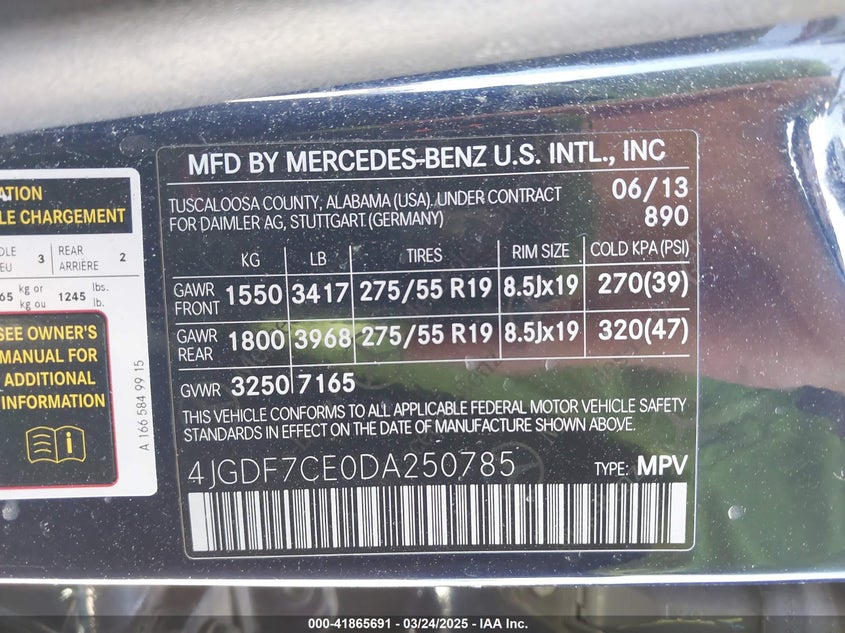 ATION
LE CHARGEMENT
3 REAR 2
ARRIÈRE
65 kg or 1245 lbs.
kg ou lb.
SEE OWNER'S
MANUAL FOR
ADDITIONAL
INFORMATION
A 166 584 99 15
MFD BY MERCEDES-BENZ U.S. INTL., INC
TUSCALOOSA COUNTY, ALABAMA (USA). UNDER CONTRACT 06/13
FOR DAIMLER AG, STUTTGART (GERMANY) 890
KG LB TIRES RIM SIZE COLD KPA (PSI)
GAWR FRONT 1550 3417 275/55 R19 8.5Jx19 270(39)
GAWR REAR 1800 3968 275/55 R19 8.5Jx19 320(47)
GVWR 3250 7165
THIS VEHICLE CONFORMS TO ALL APPLICABLE FEDERAL MOTOR VEHICLE SAFETY
STANDARDS IN EFFECT ON THE DATE OF MANUFACTURE SHOWN ABOVE.
4JGDF7CE0DA250785 TYPE: MPV
000-41865691 - 03/24/2025 - IAA Inc.